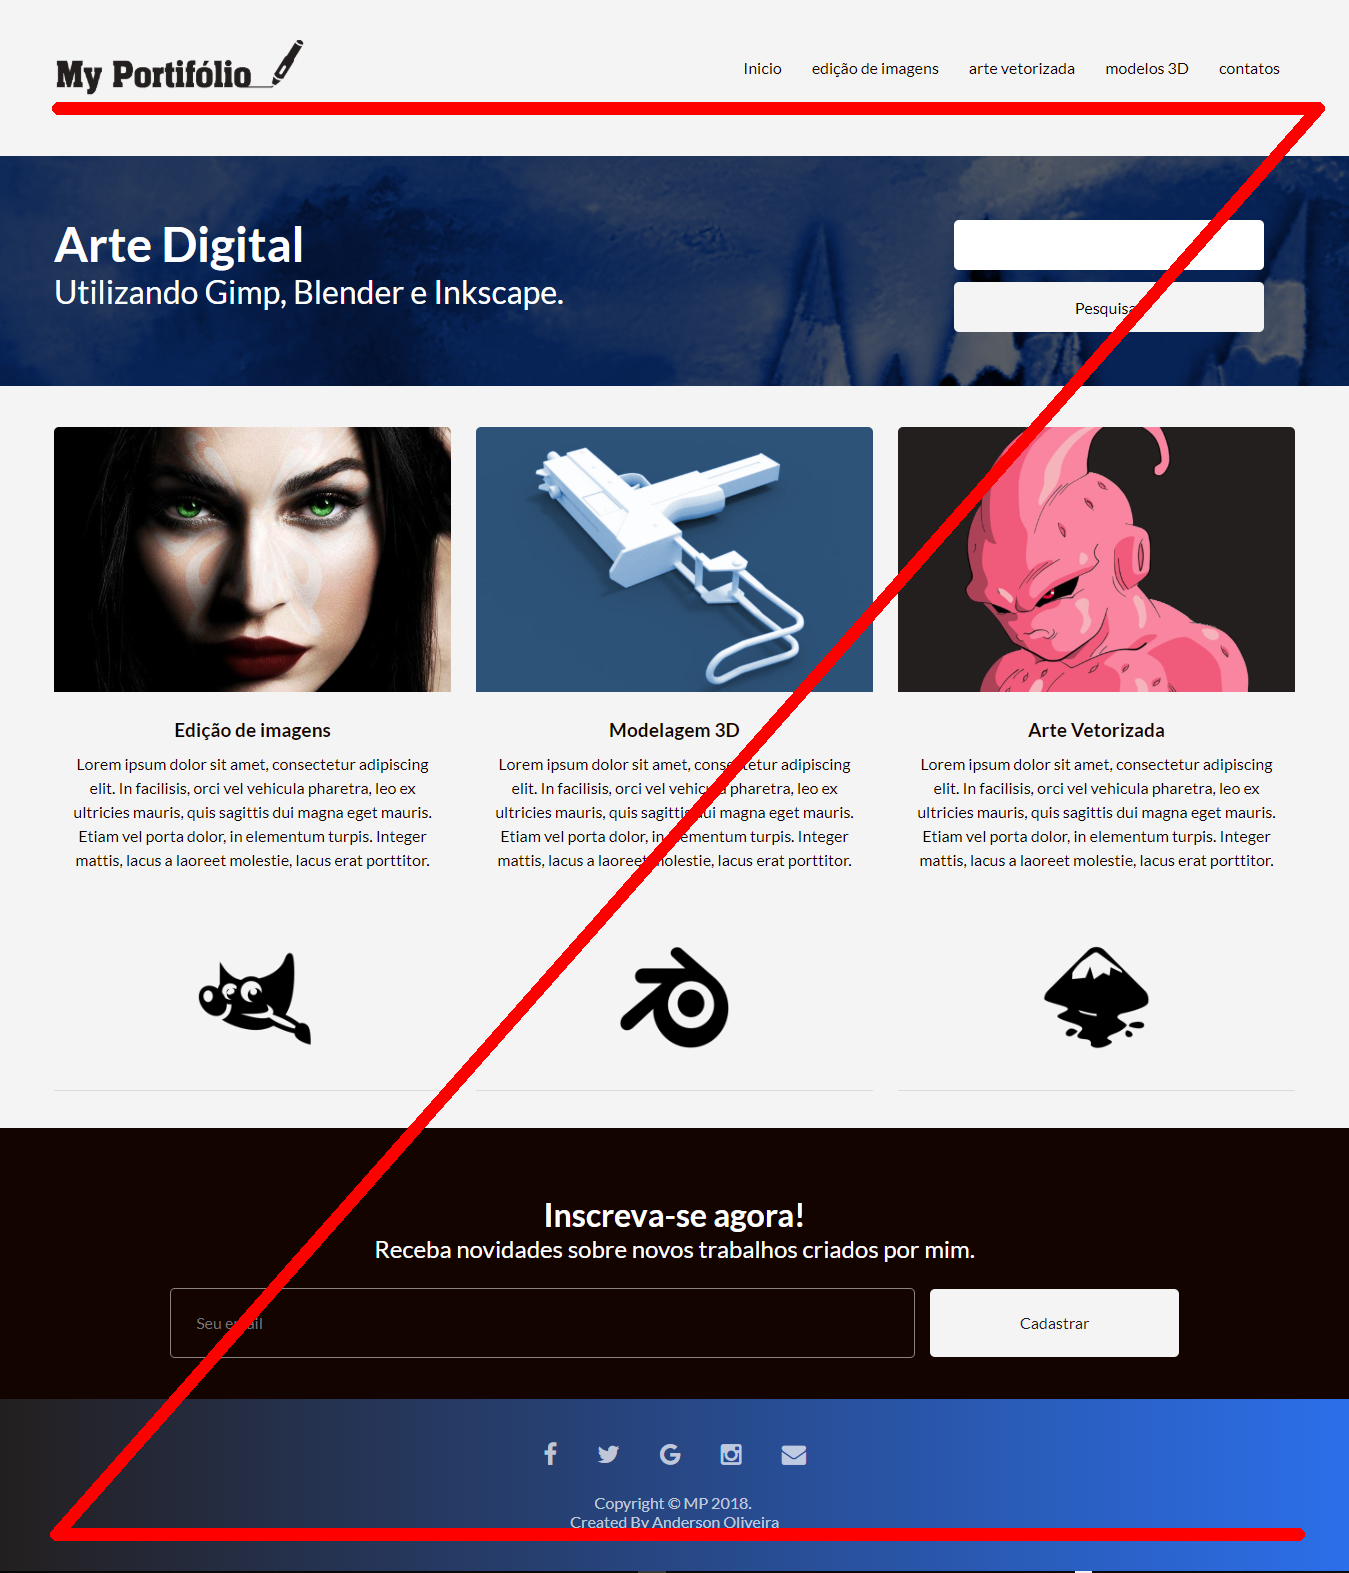 My Portifólio
Inicio edição de imagens arte vetorizada modelos 3D contatos
Arte Digital
Utilizando Gimp, Blender e Inkscape.
Pesquisar
Edição de imagens
Lorem ipsum dolor sit amet, consectetur adipiscing
elit. In facilisis, orci vel vehicula pharetra, leo ex
ultricies mauris, quis sagittis dui magna eget mauris.
Etiam vel porta dolor, in elementum turpis. Integer
mattis, lacus a laoreet molestie, lacus erat porttitor.
Modelagem 3D
Lorem ipsum dolor sit amet, consectetur adipiscing
elit. In facilisis, orci vel vehicula pharetra, leo ex
ultricies mauris, quis sagittis dui magna eget mauris.
Etiam vel porta dolor, in elementum turpis. Integer
mattis, lacus a laoreet molestie, lacus erat porttitor.
Arte Vetorizada
Lorem ipsum dolor sit amet, consectetur adipiscing
elit. In facilisis, orci vel vehicula pharetra, leo ex
ultricies mauris, quis sagittis dui magna eget mauris.
Etiam vel porta dolor, in elementum turpis. Integer
mattis, lacus a laoreet molestie, lacus erat porttitor.
Inscreva-se agora!
Receba novidades sobre novos trabalhos criados por mim.
Seu email
Cadastrar
Copyright © MP 2018.
Created By Anderson Oliveira